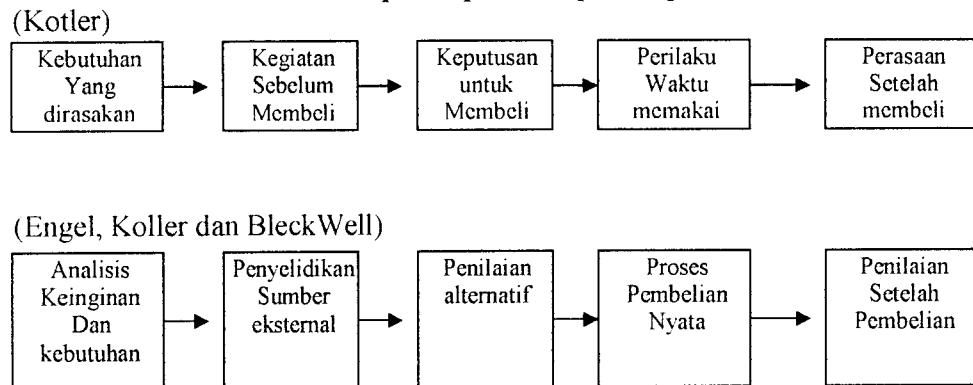 (Kotler)
Kebutuhan
Yang
dirasakan
Kegiatan
Sebelum
Membeli
Keputusan
untuk
Membeli
Perilaku
Waktu
memakai
Perasaan
Setelah
membeli
(Engel, Koller dan BleckWell)
Analisis
Keinginan
Dan
kebutuhan
Penyelidikan
Sumber
eksternal
Penilaian
alternatif
Proses
Pembelian
Nyata
Penilaian
Setelah
Pembelian